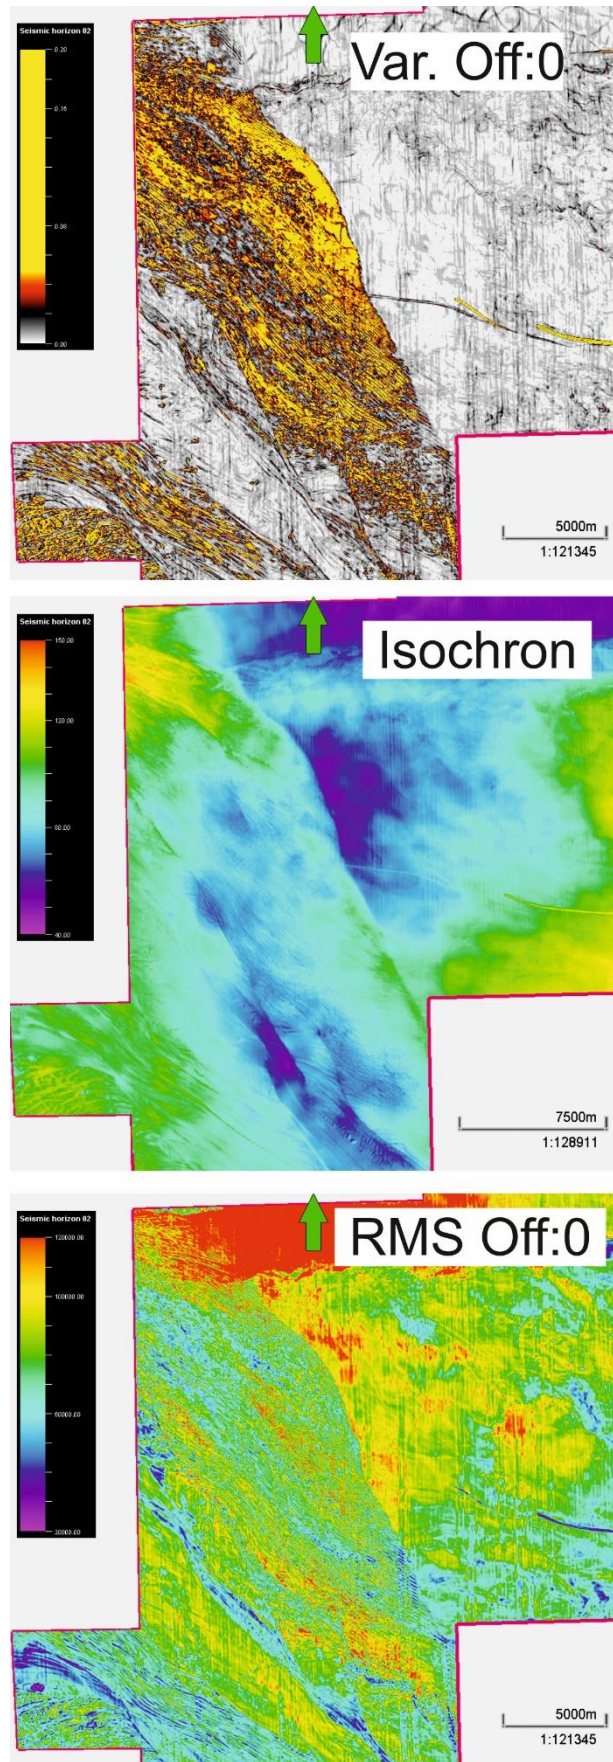 Seismic horizon 02
Var. Off:0
0.20
0.16
0.08
0.00
5000m
1:121345
Seismic horizon 02
Isochron
150.00
120.00
80.00
40.00
7500m
1:128911
Seismic horizon 02
RMS Off:0
120000.00
100000.00
60000.00
20000.00
5000m
1:121345